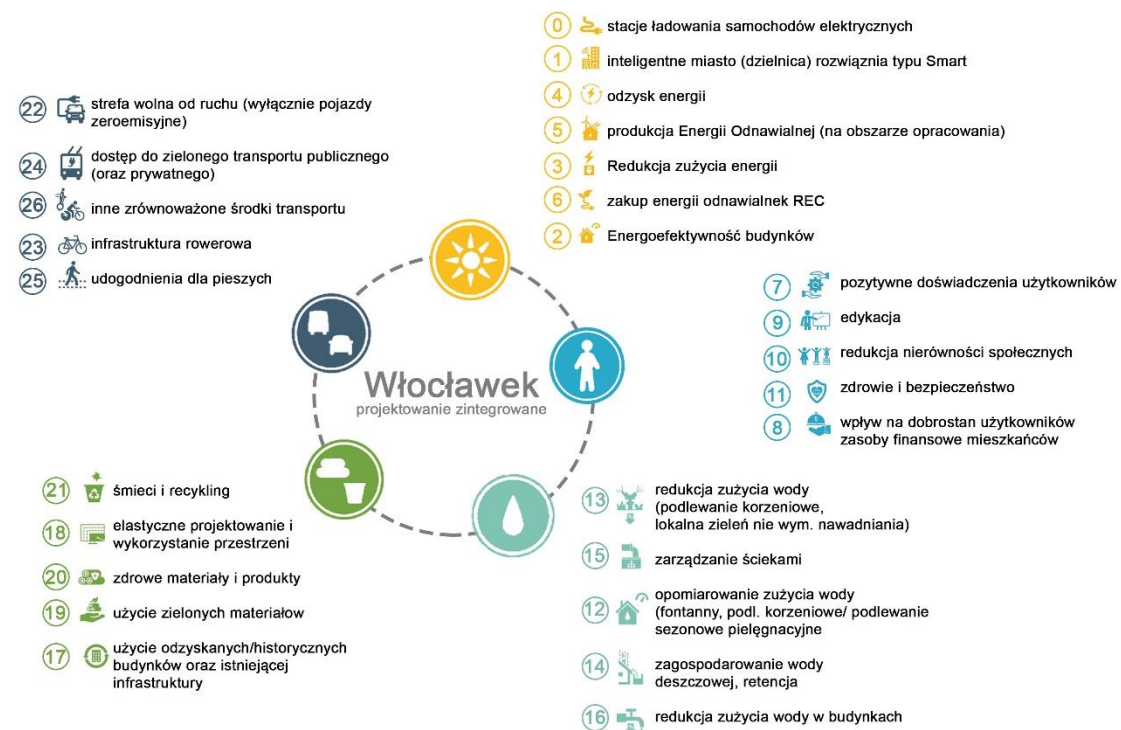 0 stacje ładowania samochodów elektrycznych
1 inteligentne miasto (dzielnica) rozwiąznia typu Smart
4 odzysk energii
5 produkcja Energii Odnawialnej (na obszarze opracowania)
3 Redukcja zużycia energii
6 zakup energii odnawialnek REC
2 Energoefektywność budynków
22 strefa wolna od ruchu (wyłącznie pojazdy
zeroemisyjne)
24 dostęp do zielonego transportu publicznego
(oraz prywatnego)
26 inne zrównoważone środki transportu
23 infrastruktura rowerowa
25 udogodnienia dla pieszych
7 pozytywne doświadczenia użytkowników
9 edykacja
10 redukcja nierówności społecznych
11 zdrowie i bezpieczeństwo
8 wpływ na dobrostan użytkowników
zasoby finansowe mieszkańców
Włocławek
projektowanie zintegrowane
21 śmieci i recykling
18 elastyczne projektowanie i
wykorzystanie przestrzeni
20 zdrowe materiały i produkty
19 użycie zielonych materiałow
17 użycie odzyskanych/historycznych
budynków oraz istniejącej
infrastruktury
13 redukcja zużycia wody
(podlewanie korzeniowe,
lokalna zieleń nie wym. nawadniania)
15 zarządzanie ściekami
12 opomiarowanie zużycia wody
(fontanny, podl. korzeniowe/ podlewanie
sezonowe pielęgnacyjne
14 zagospodarowanie wody
deszczowej, retencja
16 redukcja zużycia wody w budynkach